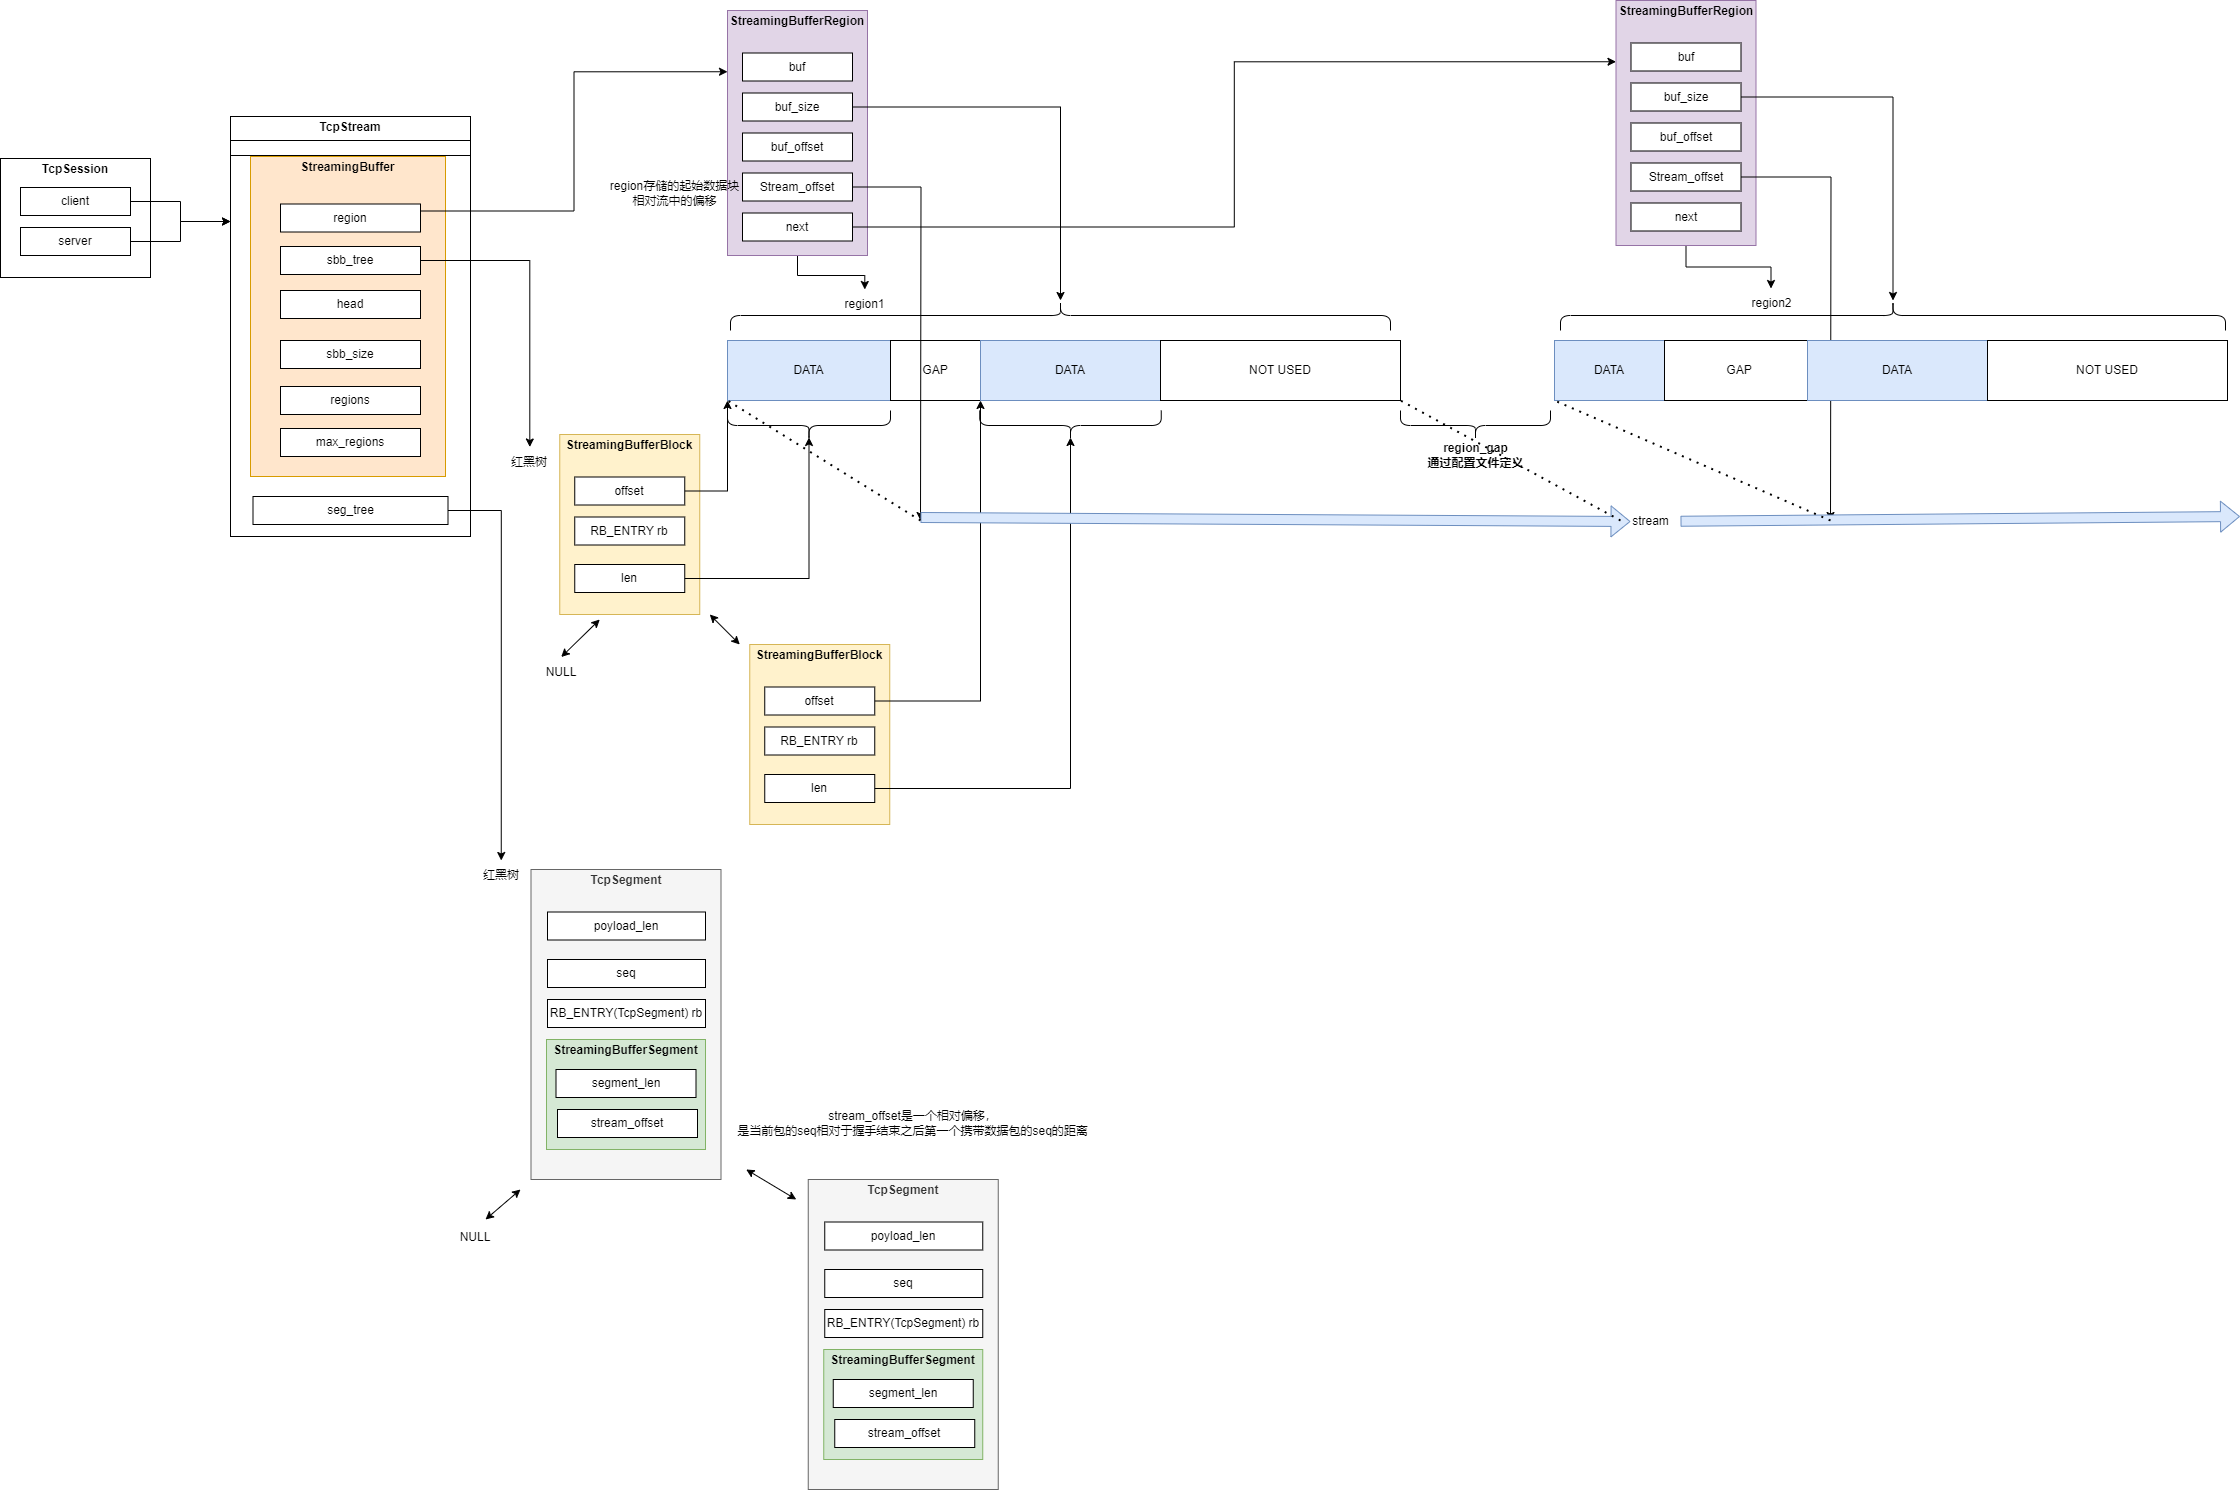 TcpSession
client
server
TcpStream
StreamingBuffer
region
sbb_tree
head
sbb_size
regions
max_regions
seg_tree
StreamingBufferRegion
buf
buf_size
buf_offset
Stream_offset
next
region存储的起始数据块
相对流中的偏移
StreamingBufferRegion
buf
buf_size
buf_offset
Stream_offset
next
region1
region2
DATA
GAP
DATA
NOT USED
DATA
GAP
DATA
NOT USED
region_gap
通过配置文件定义
stream
红黑树
StreamingBufferBlock
offset
RB_ENTRY rb
len
NULL
StreamingBufferBlock
offset
RB_ENTRY rb
len
红黑树
TcpSegment
poyload_len
seq
RB_ENTRY(TcpSegment) rb
StreamingBufferSegment
segment_len
stream_offset
stream_offset是一个相对偏移，
是当前包的seq相对于握手结束之后第一个携带数据包的seq的距离
NULL
TcpSegment
poyload_len
seq
RB_ENTRY(TcpSegment) rb
StreamingBufferSegment
segment_len
stream_offset